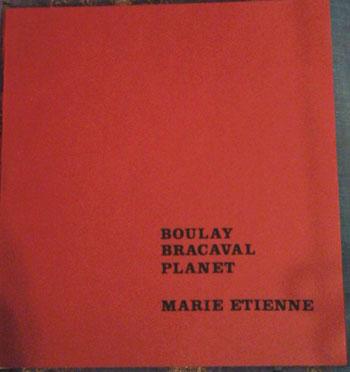 BOULAY
BRACAVAL
PLANET
MARIE ETIENNE